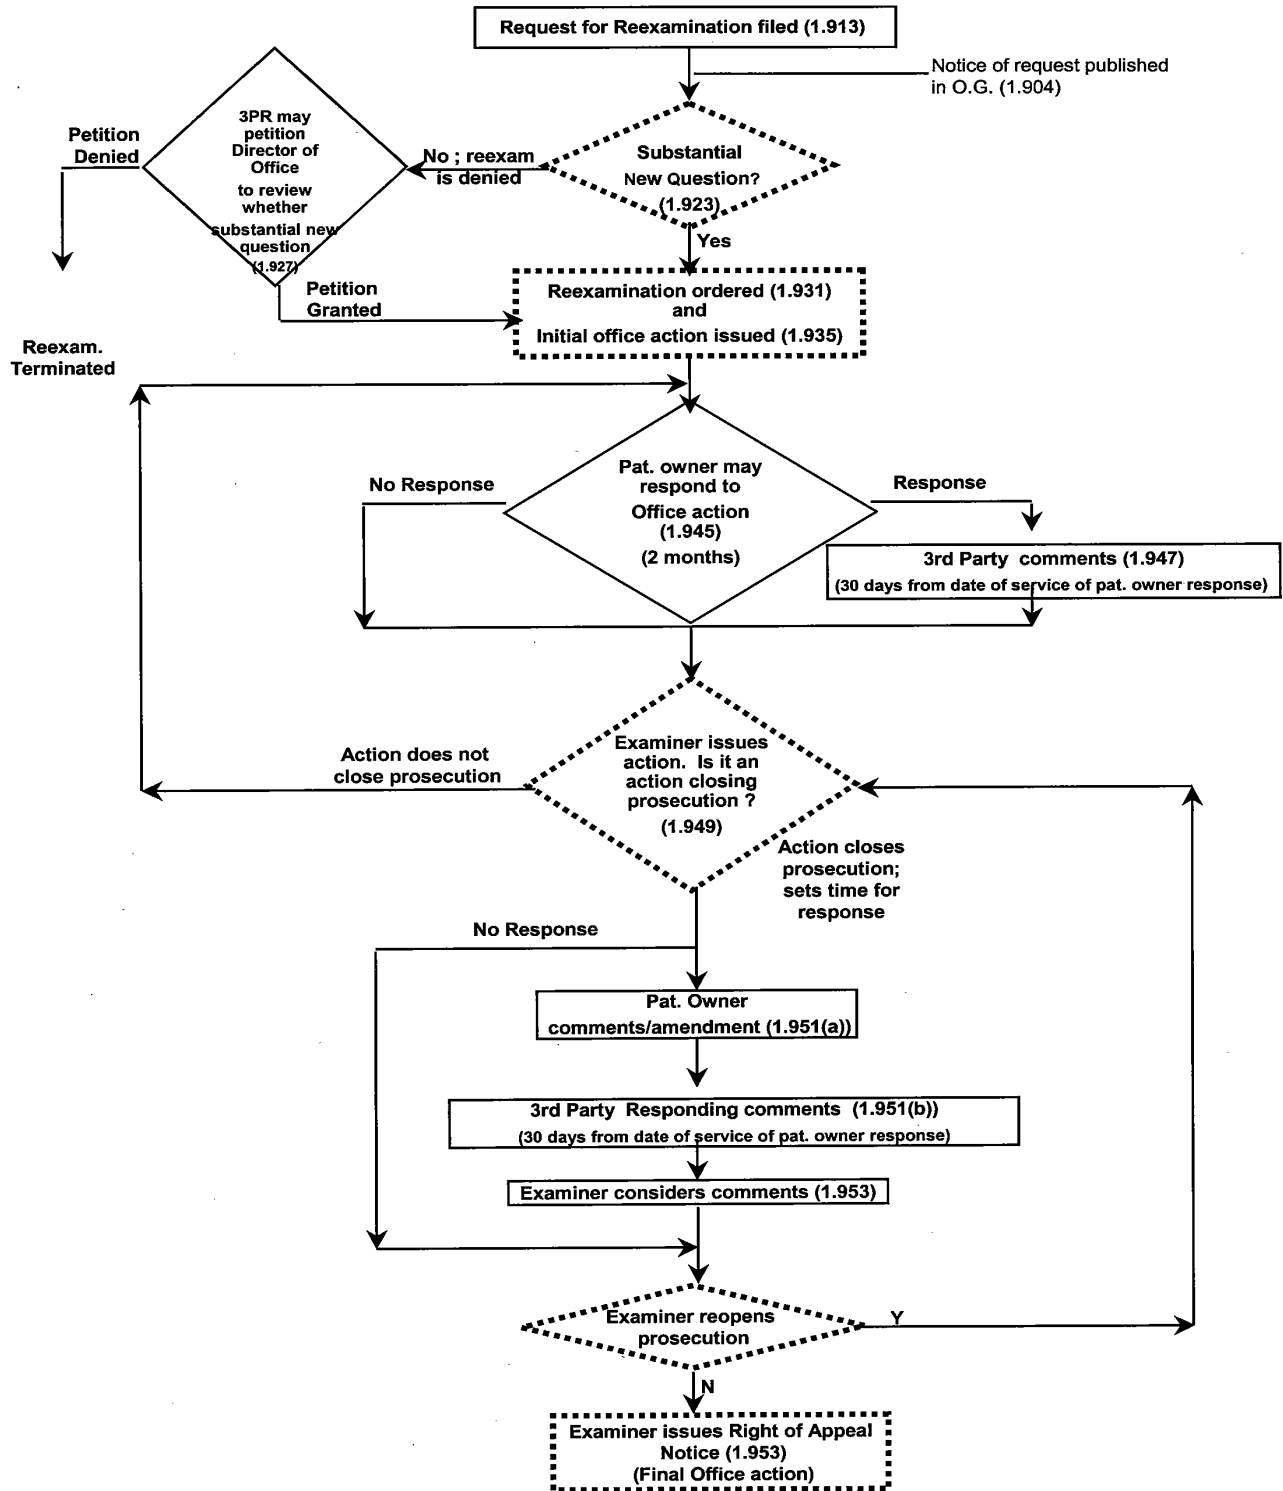 Request for Reexamination filed (1.913)
Notice of request published
in O.G. (1.904)
3PR may
petition
Director of
Office
to review
whether
substantial new
question
(1.927)
Petition
Denied
No ; reexam
is denied
Substantial
New Question?
(1.923)
Yes
Petition
Granted
Reexamination ordered (1.931)
and
Initial office action issued (1.935)
Reexam.
Terminated
Pat. owner may
respond to
Office action
(1.945)
(2 months)
No Response
Response
3rd Party comments (1.947)
(30 days from date of service of pat. owner response)
Examiner issues
action. Is it an
action closing
prosecution ?
(1.949)
Action does not
close prosecution
Action closes
prosecution;
sets time for
response
No Response
Pat. Owner
comments/amendment (1.951(a))
3rd Party Responding comments (1.951(b))
(30 days from date of service of pat. owner response)
Examiner considers comments (1.953)
Examiner reopens
prosecution
Y
N
Examiner issues Right of Appeal
Notice (1.953)
(Final Office action)